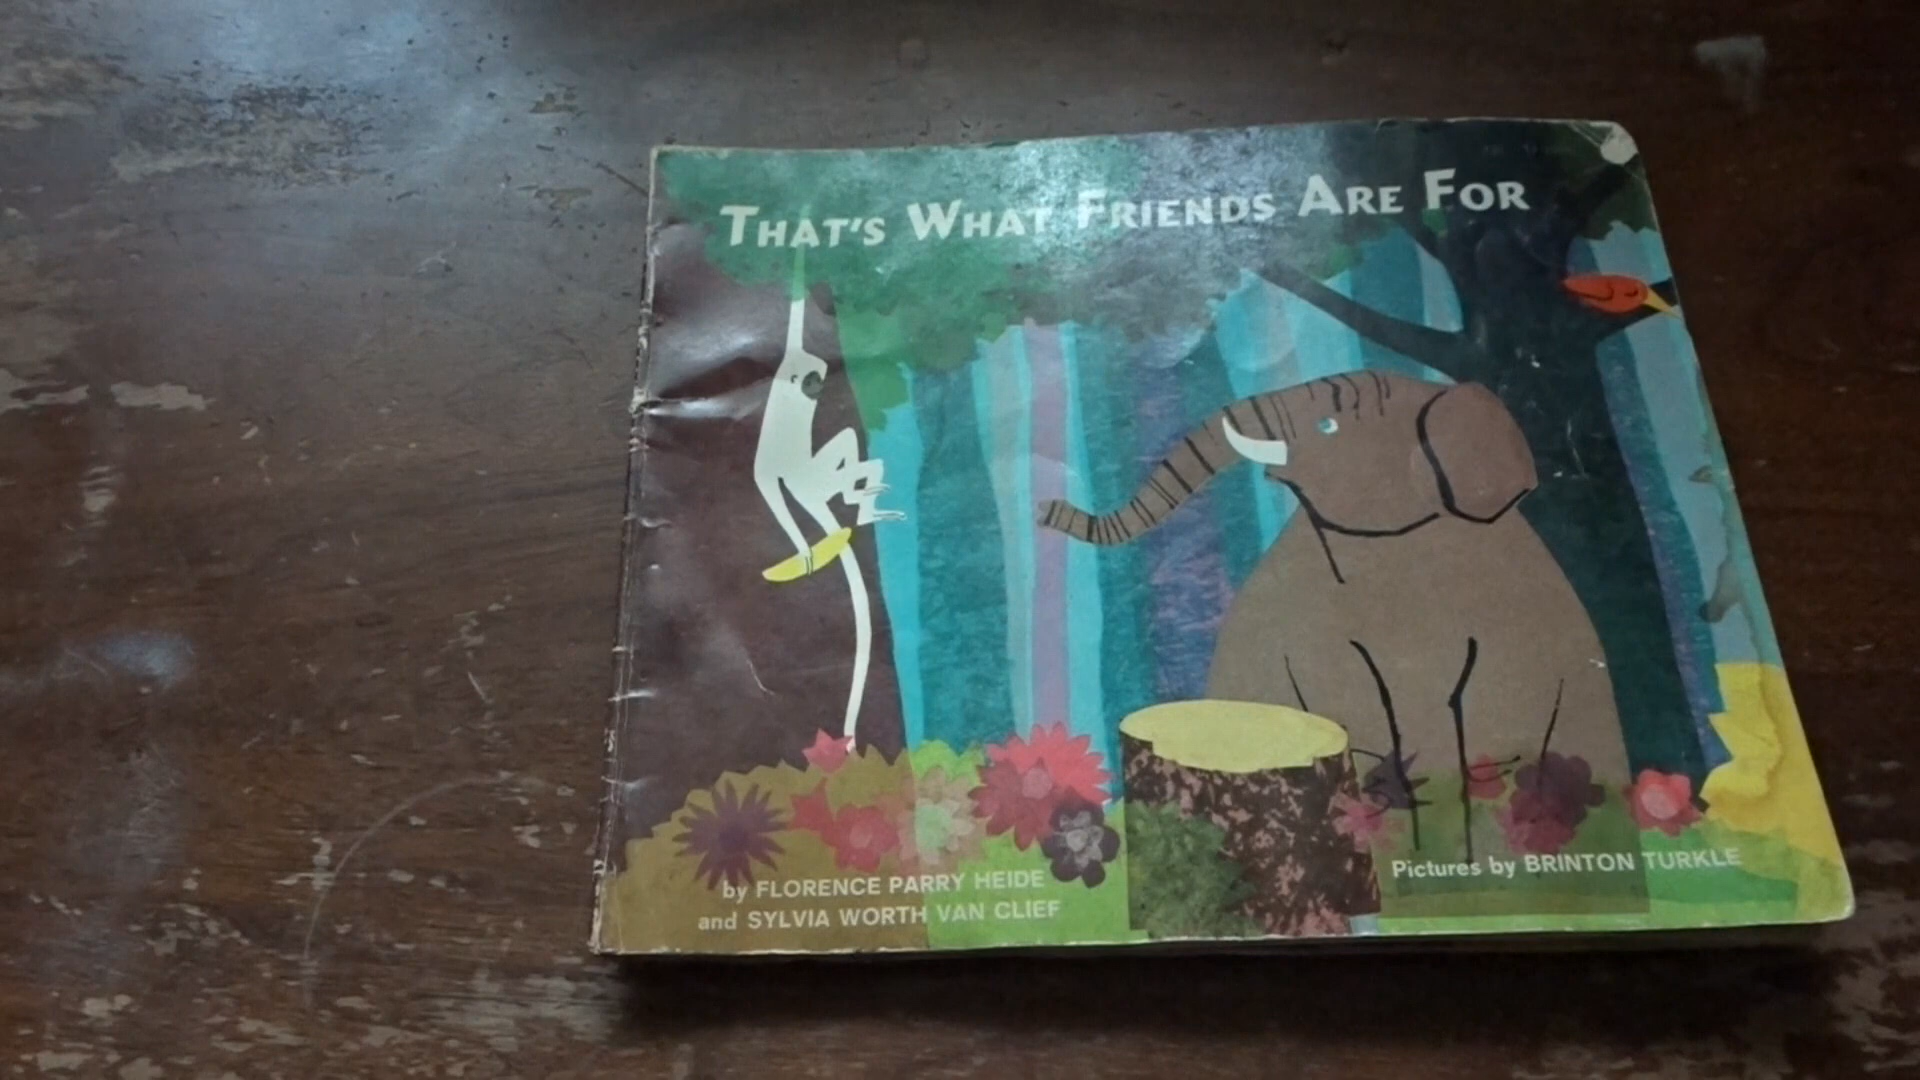 THAT'S WHAT FRIENDS ARE FOR
by FLORENCE PARRY HEIDE
and SYLVIA WORTH VAN CLIEF
Pictures by BRINTON TURKLE